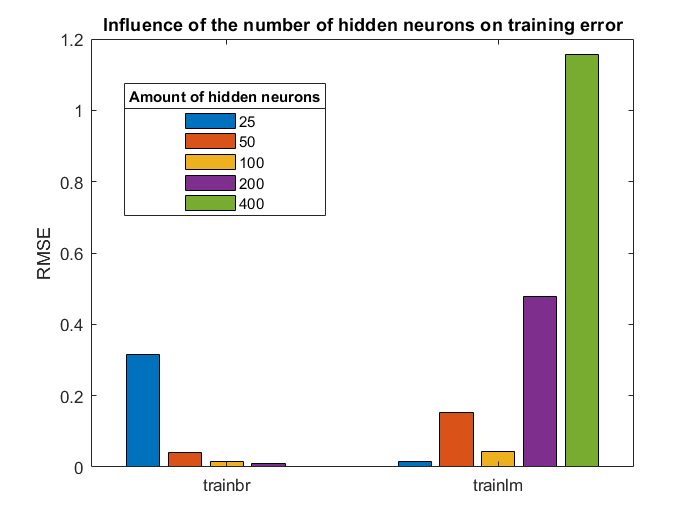 Influence of the number of hidden neurons on training error
1.2
1
0.8
0.6
0.4
0.2
0
RMSE
Amount of hidden neurons
25
50
100
200
400
trainbr
trainlm